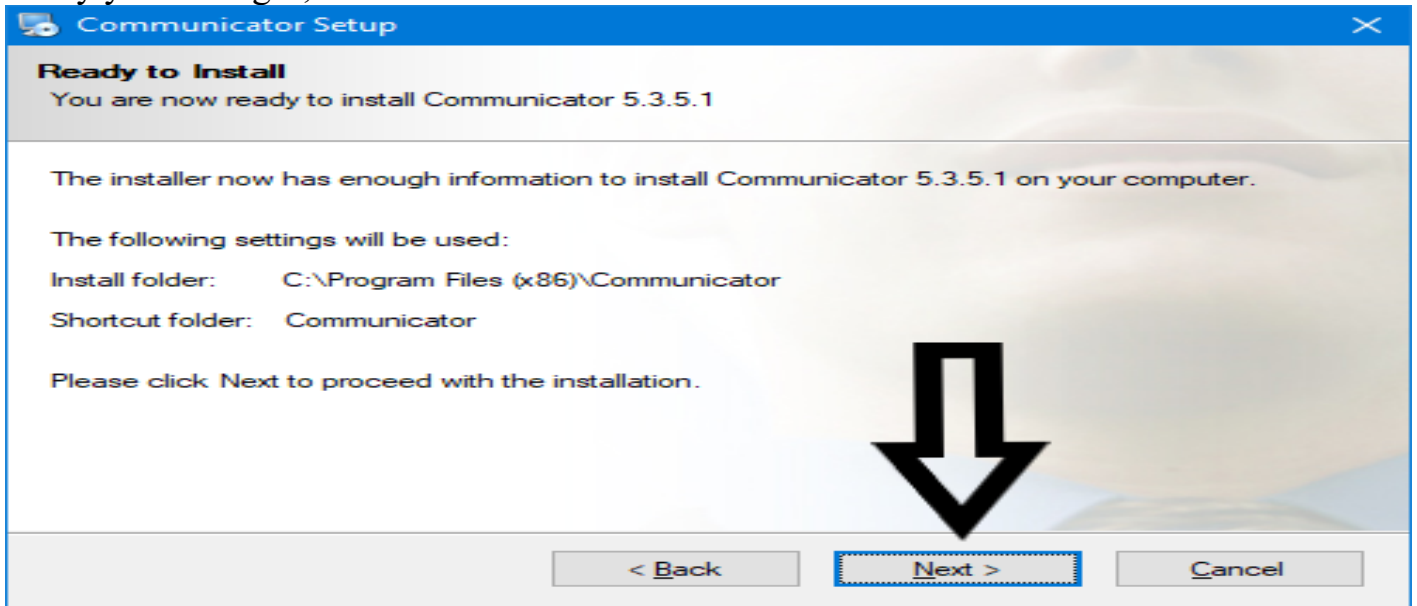 Communicator Setup
Ready to Install
You are now ready to install Communicator 5.3.5.1
The installer now has enough information to install Communicator 5.3.5.1 on your computer.
The following settings will be used:
Install folder: C:\Program Files (x86)\Communicator
Shortcut folder: Communicator
Please click Next to proceed with the installation.
< Back Next > Cancel